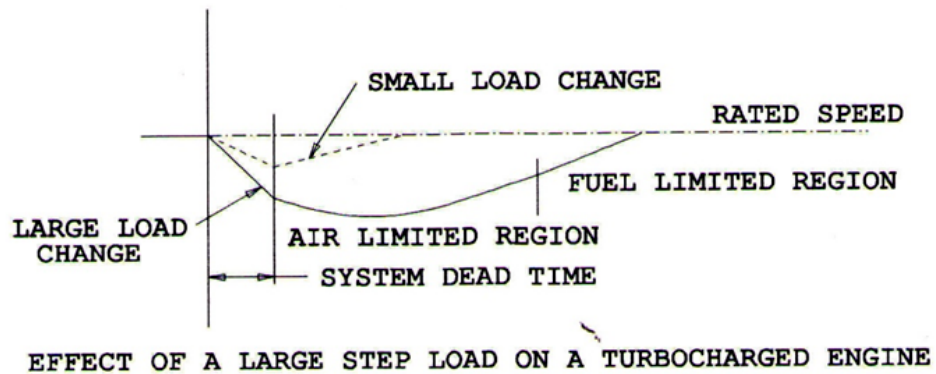 SMALL LOAD CHANGE
RATED SPEED
FUEL LIMITED REGION
LARGE LOAD
CHANGE
AIR LIMITED REGION
SYSTEM DEAD TIME
EFFECT OF A LARGE STEP LOAD ON A TURBOCHARGED ENGINE